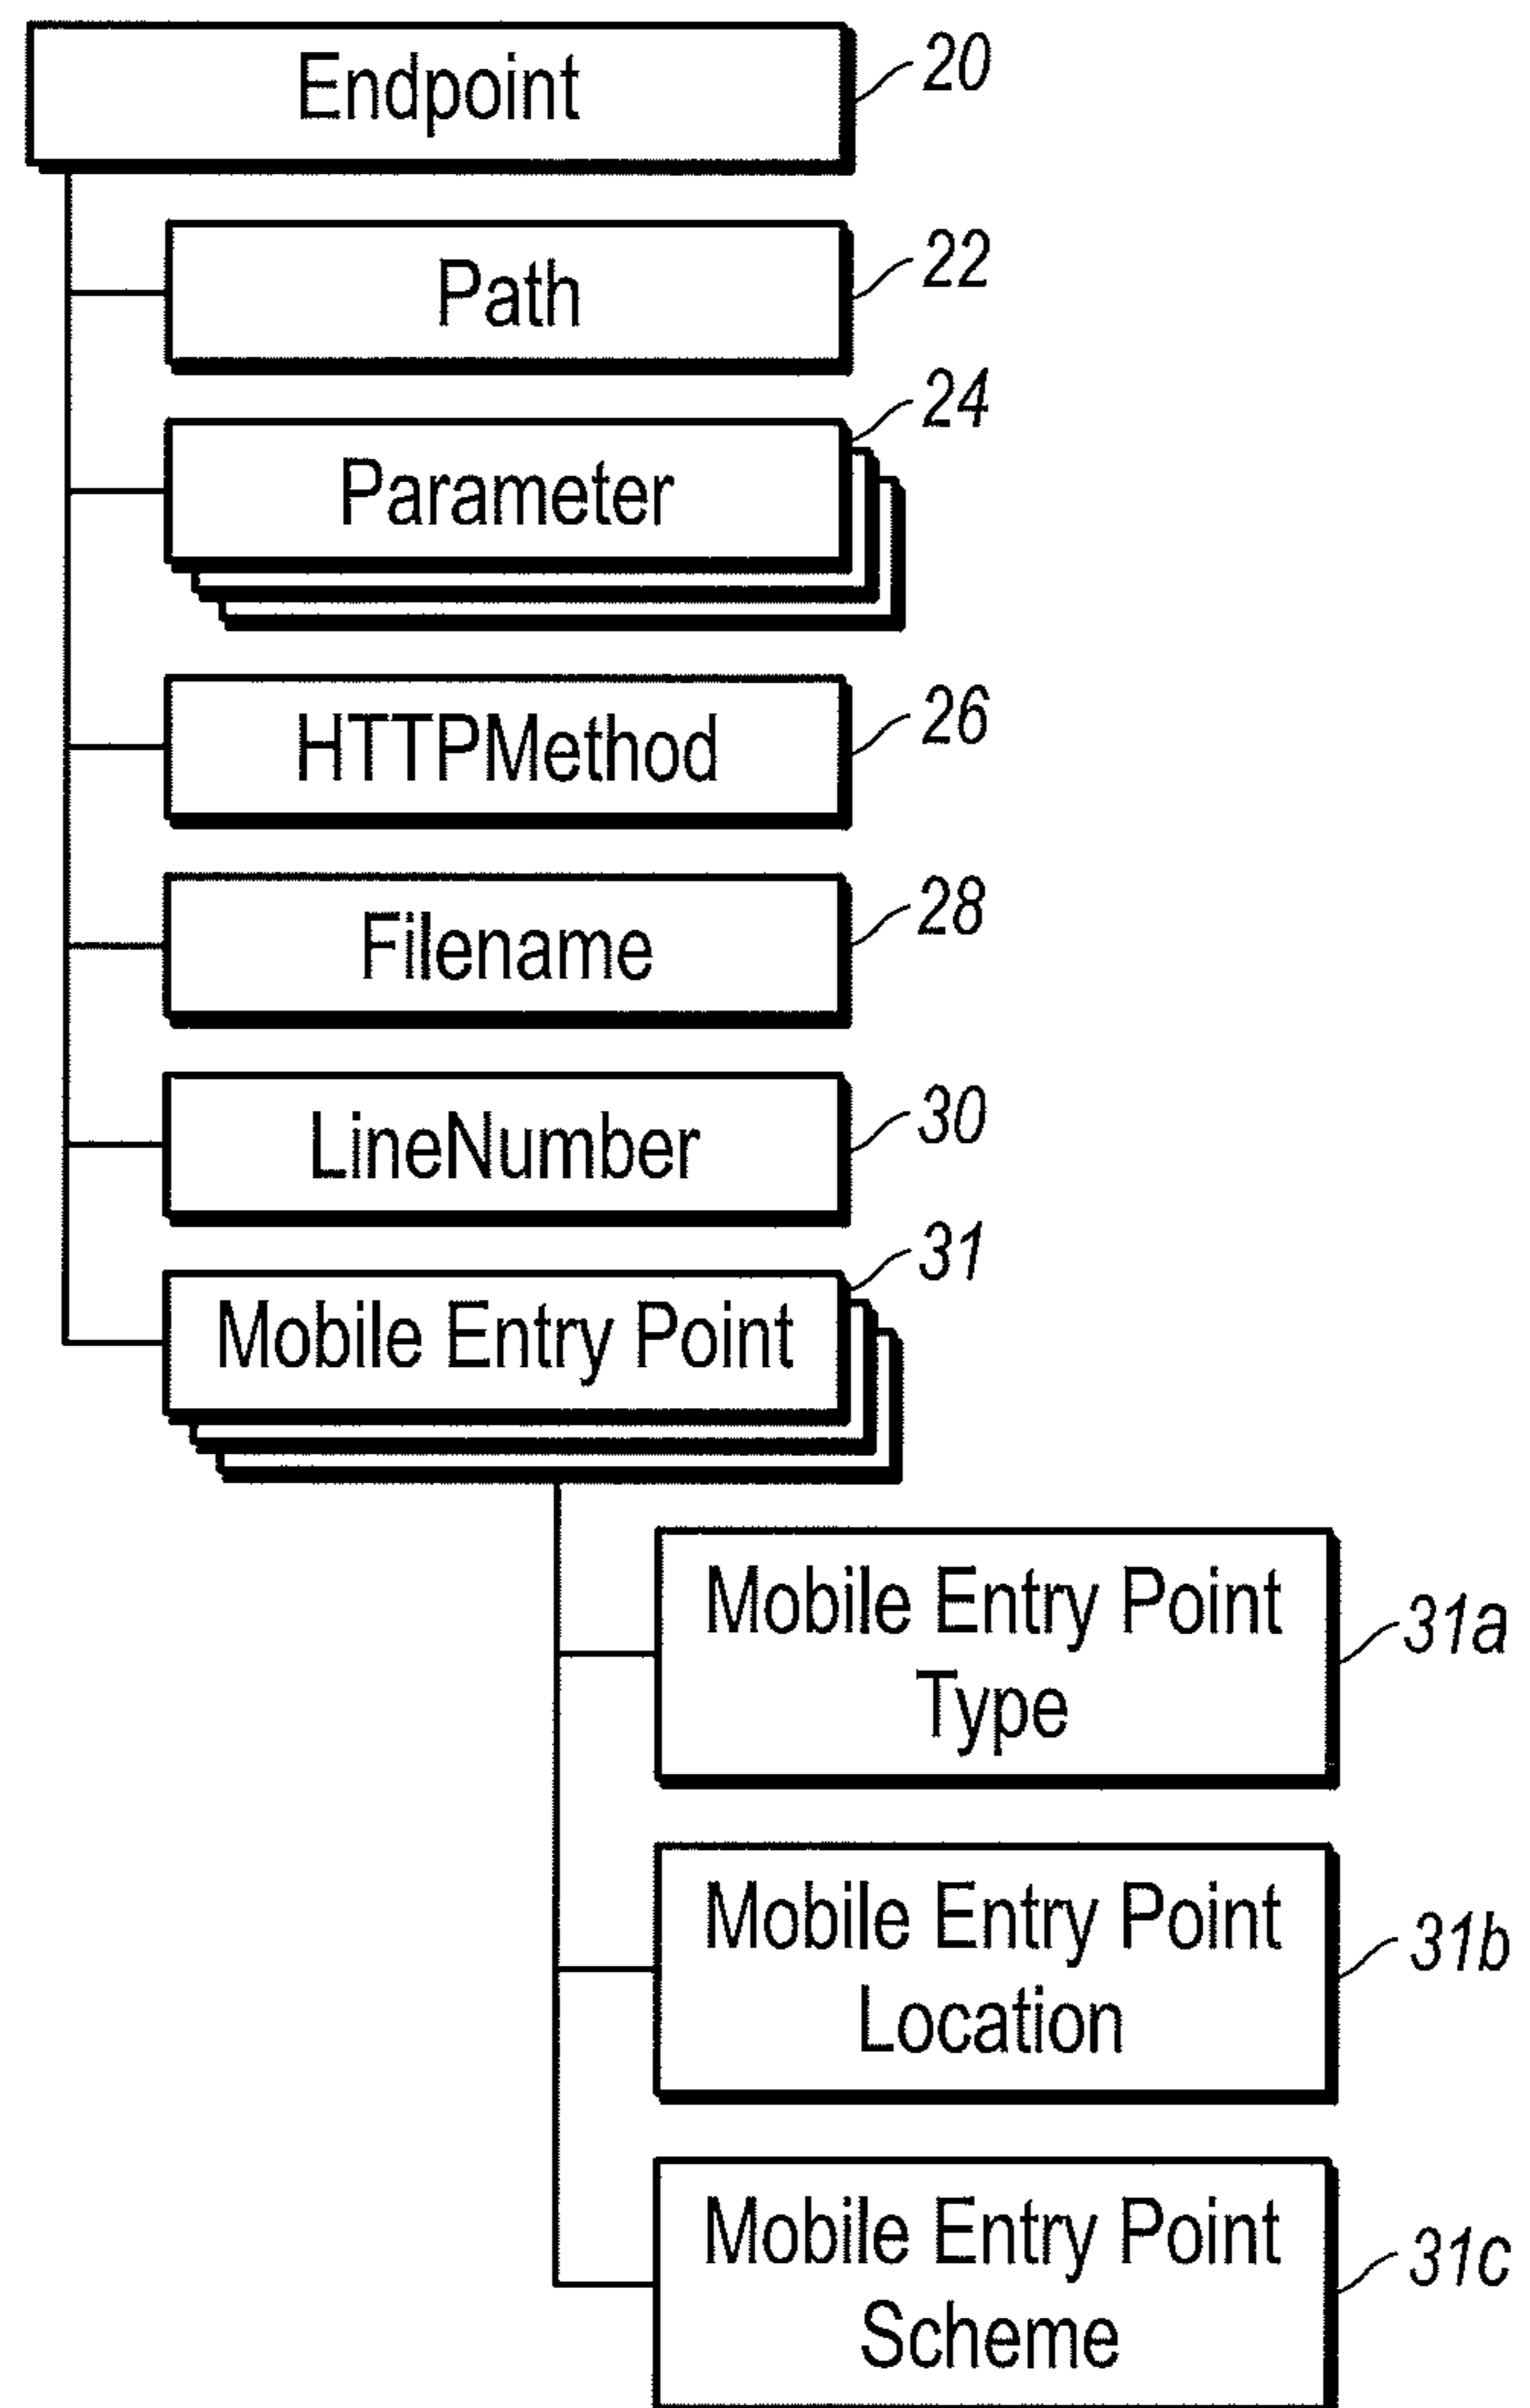 Endpoint 20
Path 22
Parameter 24
HTTPMethod 26
Filename 28
LineNumber 30
Mobile Entry Point 31
Mobile Entry Point
Type
31a
Mobile Entry Point
Location
31b
Mobile Entry Point
Scheme
31c